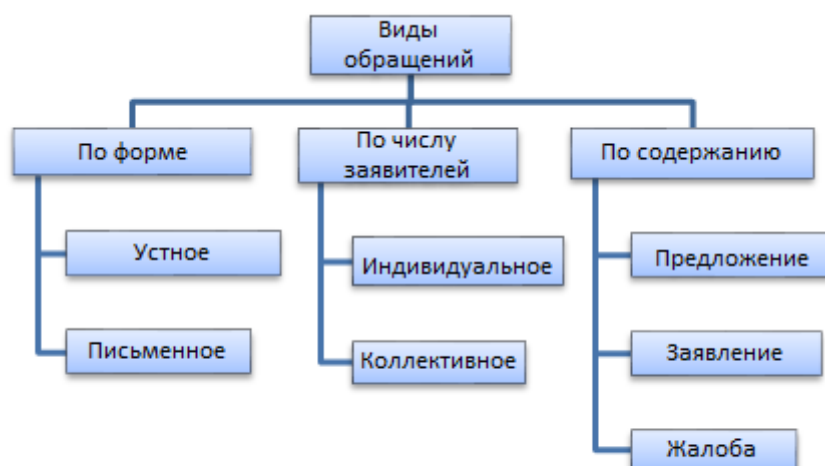 Виды
обращений
По форме
По числу
заявителей
По содержанию
Устное
Индивидуальное
Предложение
Письменное
Коллективное
Заявление
Жалоба